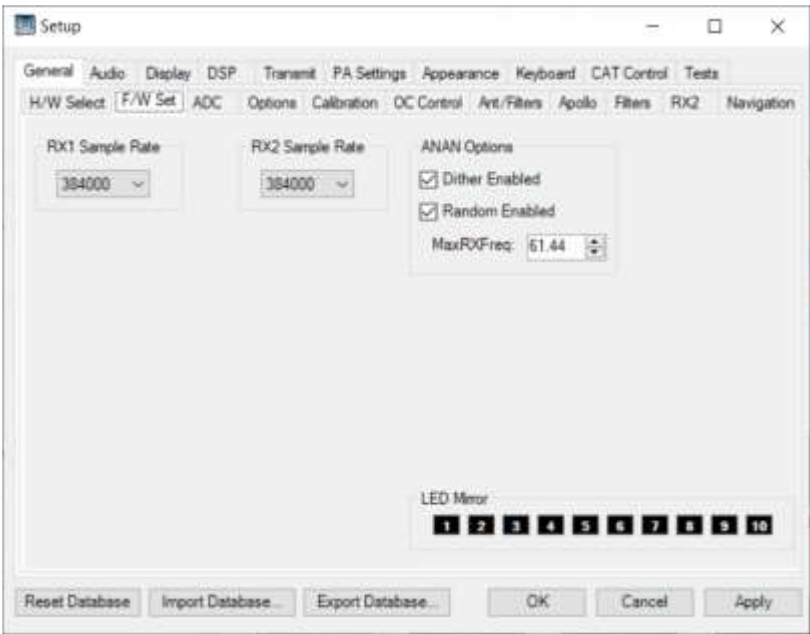 Setup
General Audio Display DSP Transmit PA Settings Appearance Keyboard CAT Control Tests
H/W Select F/W Set ADC Options Calibration OC Control Ant/Filters Apollo Filters RX2 Navigation
RX1 Sample Rate RX2 Sample Rate ANAN Options
384000 384000 Dither Enabled
Random Enabled
MaxRXFreq: 61.44
LED Mirror
1 2 3 4 5 6 7 8 9 10
Reset Database Import Database... Export Database... OK Cancel Apply